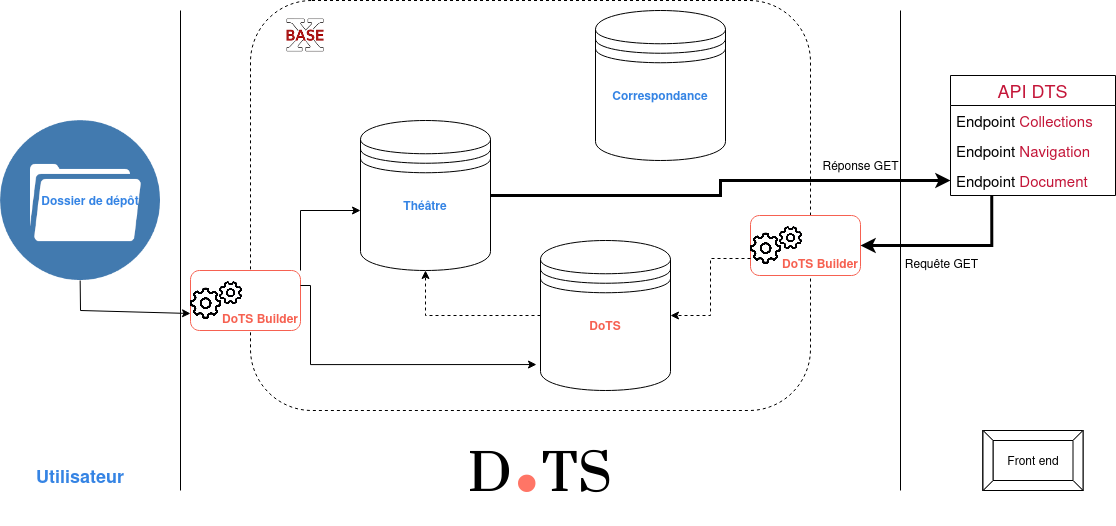 X
BASE
Correspondance
API DTS
Endpoint Collections
Endpoint Navigation
Endpoint Document
Réponse GET
Dossier de dépôt
Théâtre
DoTS Builder
Requête GET
DoTS Builder
DoTS
Utilisateur
D.TS
Front end